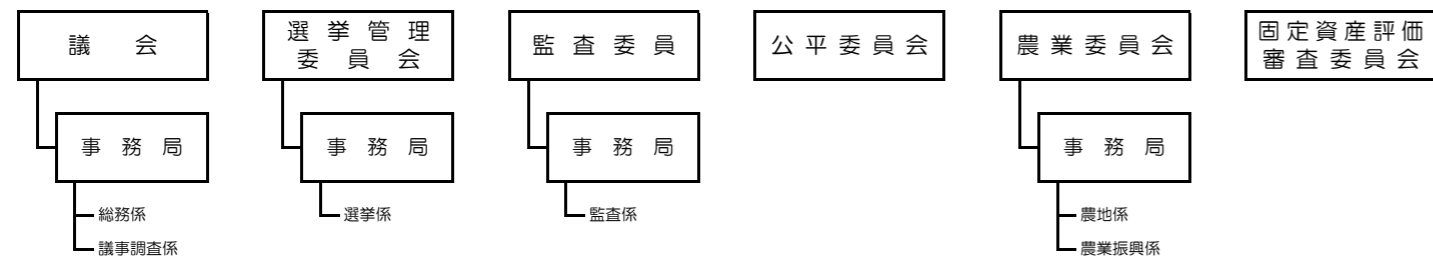 議会
選挙管理
委員会
監査委員
公平委員会
農業委員会
固定資産評価
審査委員会
事務局
事務局
事務局
事務局
総務係
選挙係
監査係
農地係
議事調査係
農業振興係